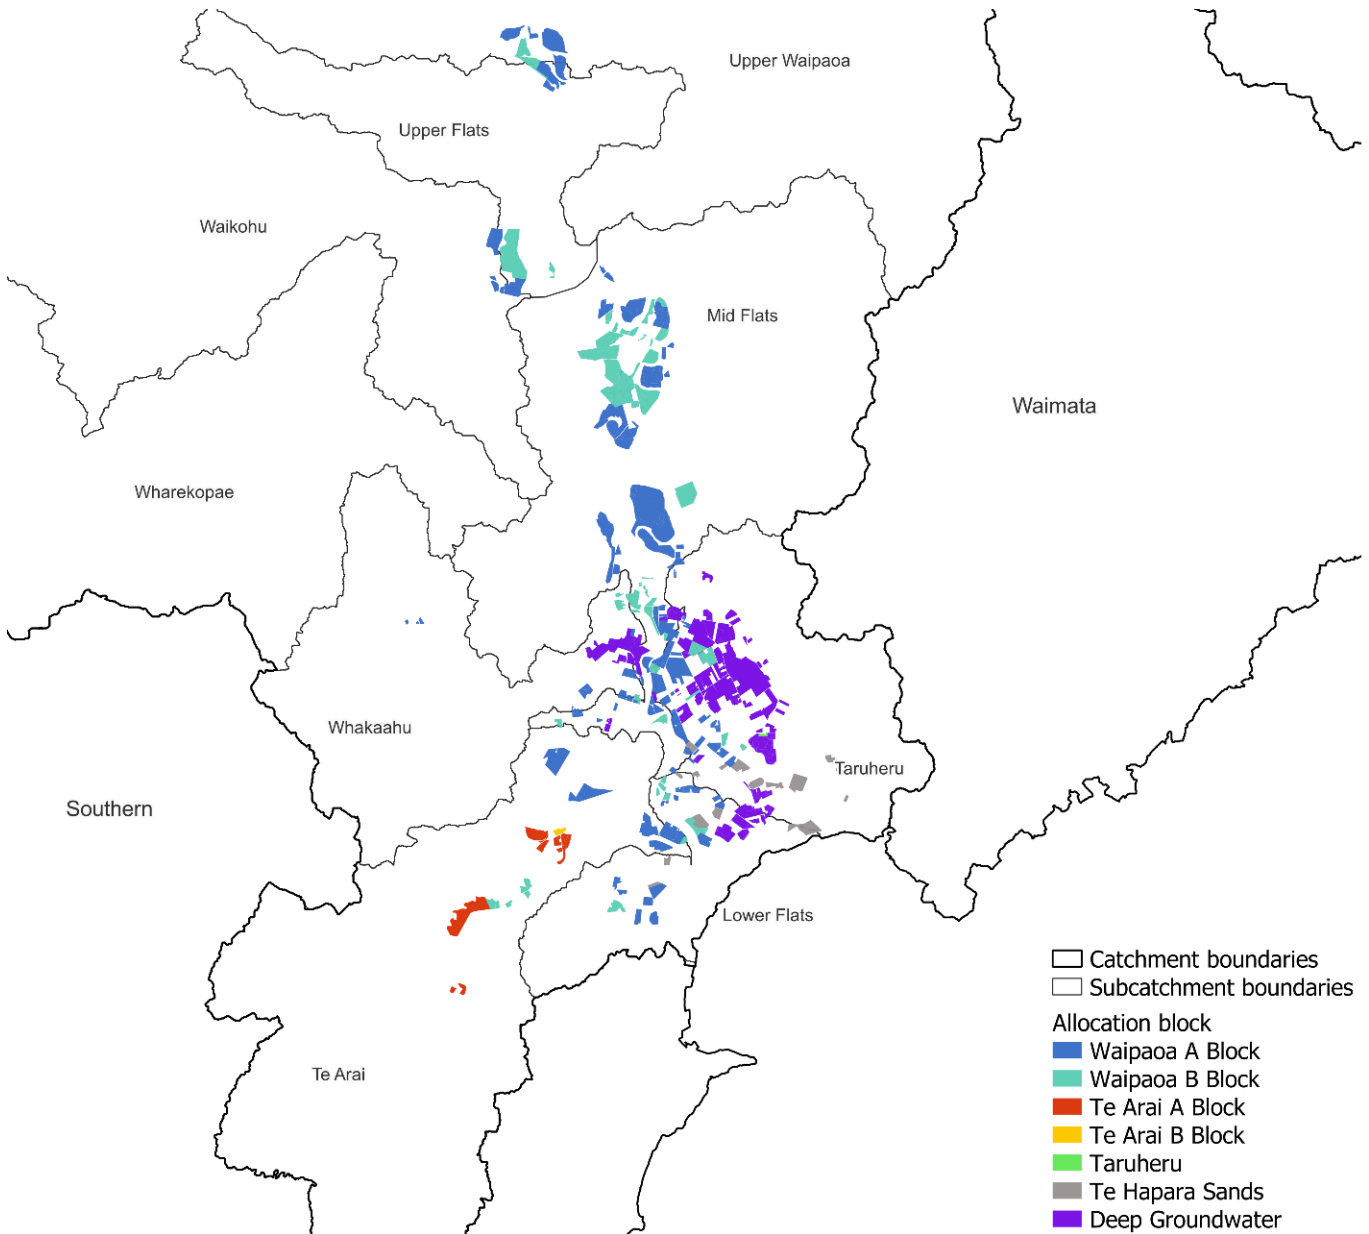 Upper Waipaoa
Upper Flats
Waikohu
Mid Flats
Waimata
Wharekopae
Whakaahu
Taruheru
Southern
Lower Flats
Te Arai
Catchment boundaries
Subcatchment boundaries
Allocation block
Waipaoa A Block
Waipaoa B Block
Te Arai A Block
Te Arai B Block
Taruheru
Te Hapara Sands
Deep Groundwater